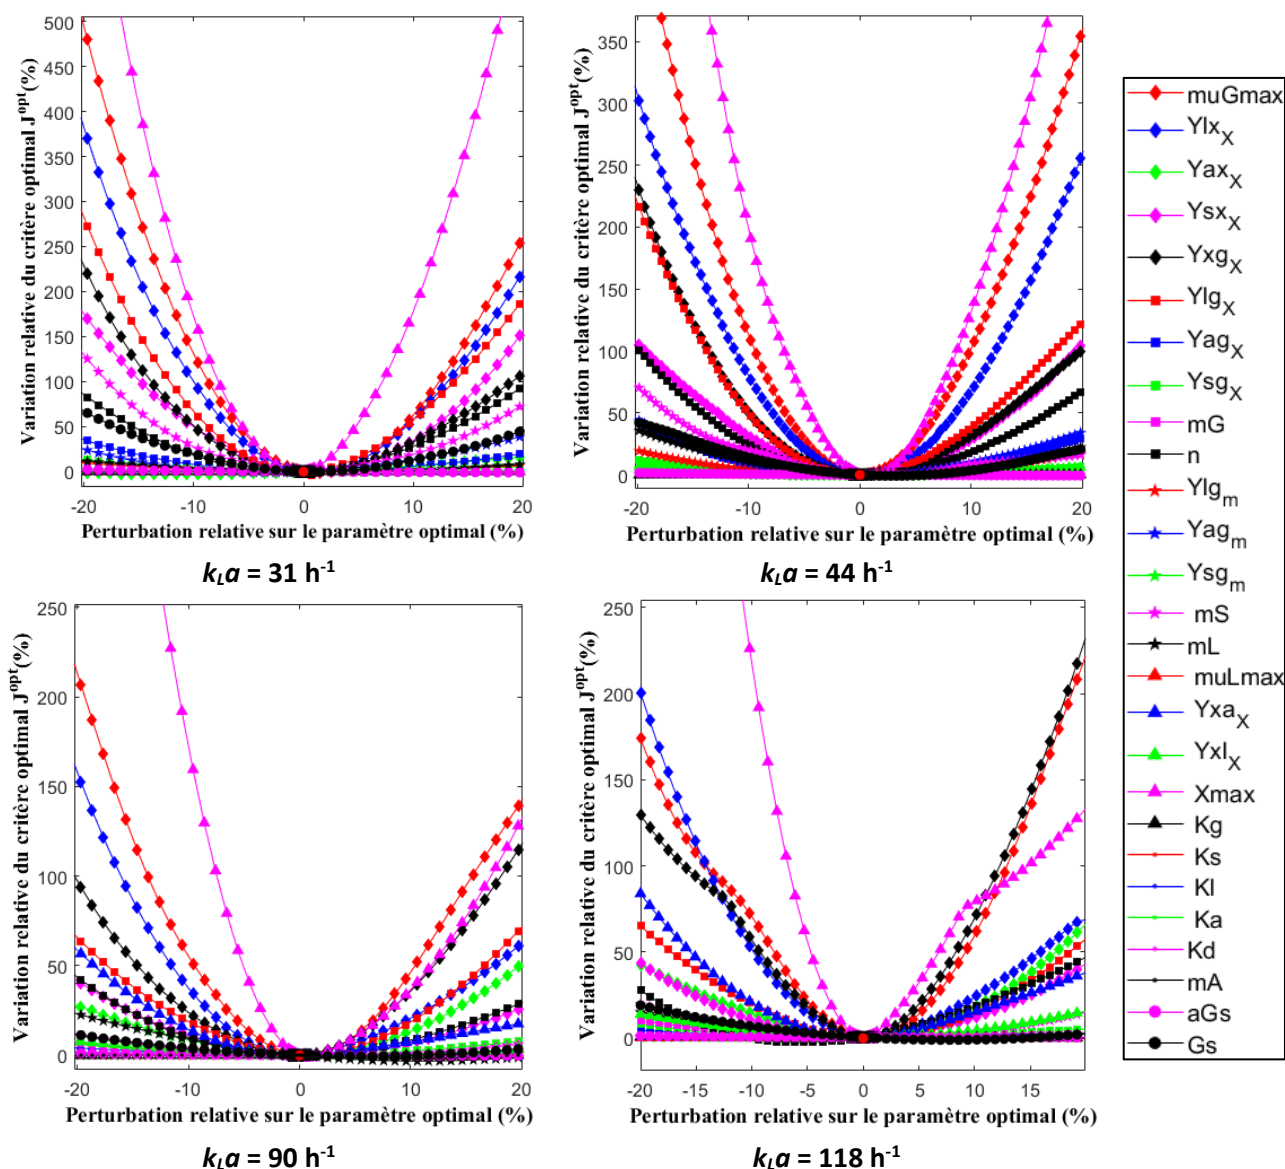 Variation relative du critère optimal J^opt(%)
500
450
400
350
300
250
200
150
100
50
0
-20
-10
0
10
20
Perturbation relative sur le paramètre optimal (%)
k_La = 31 h^-1
Variation relative du critère optimal J^opt(%)
350
300
250
200
150
100
50
0
-20
-10
0
10
20
Perturbation relative sur le paramètre optimal (%)
k_La = 44 h^-1
Variation relative du critère optimal J^opt(%)
250
200
150
100
50
0
-20
-10
0
10
20
Perturbation relative sur le paramètre optimal (%)
k_La = 90 h^-1
Variation relative du critère optimal J^opt(%)
250
200
150
100
50
0
-20
-15
-10
-5
0
5
10
15
Perturbation relative sur le paramètre optimal (%)
k_La = 118 h^-1
muGmax
Ylx_X
Yax_X
Ysx_X
Yxg_X
Ylg_X
Yag_X
Ysg_X
mG
n
Ylg_m
Yag_m
Ysg_m
mS
mL
muLmax
Yxa_X
Yxl_X
Xmax
Kg
Ks
Kl
Ka
Kd
mA
aGs
Gs